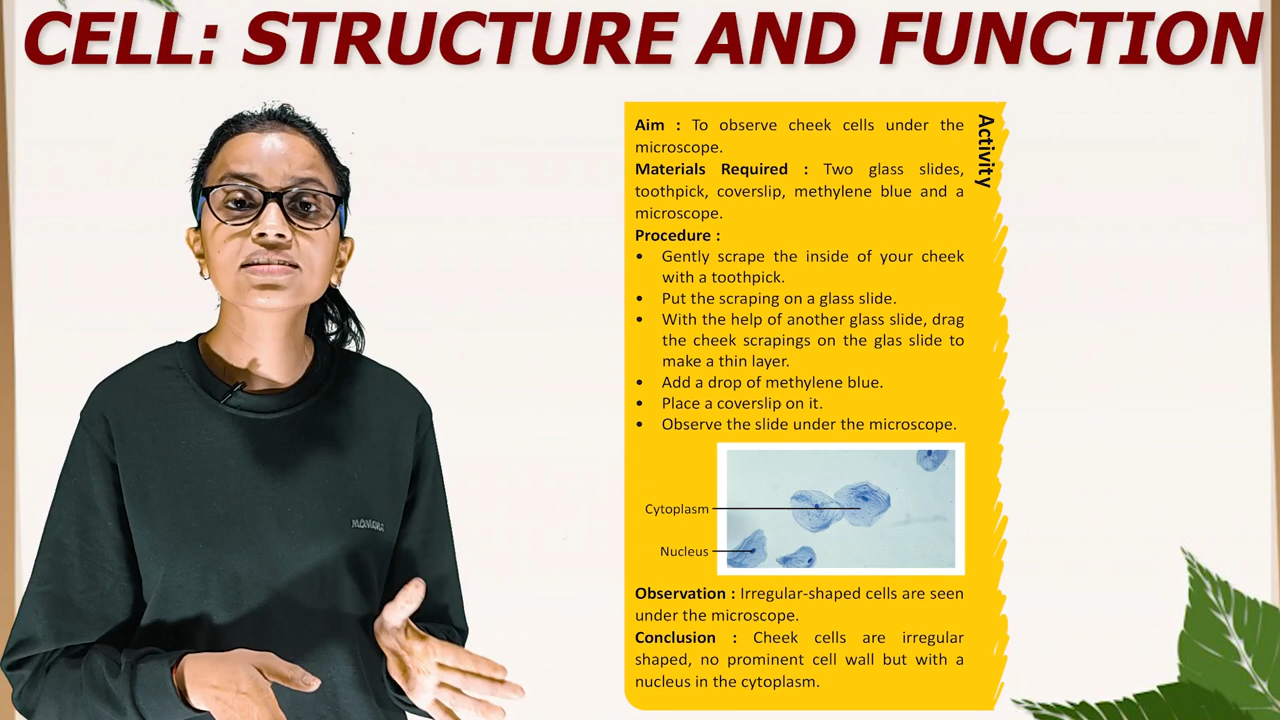 CELL: STRUCTURE AND FUNCTION
Activity
Aim : To observe cheek cells under the
microscope.
Materials Required : Two glass slides,
toothpick, coverslip, methylene blue and a
microscope.
Procedure :
• Gently scrape the inside of your cheek
with a toothpick.
• Put the scraping on a glass slide.
• With the help of another glass slide, drag
the cheek scrapings on the glas slide to
make a thin layer.
• Add a drop of methylene blue.
• Place a coverslip on it.
• Observe the slide under the microscope.
Cytoplasm
Nucleus
Observation : Irregular-shaped cells are seen
under the microscope.
Conclusion : Cheek cells are irregular
shaped, no prominent cell wall but with a
nucleus in the cytoplasm.